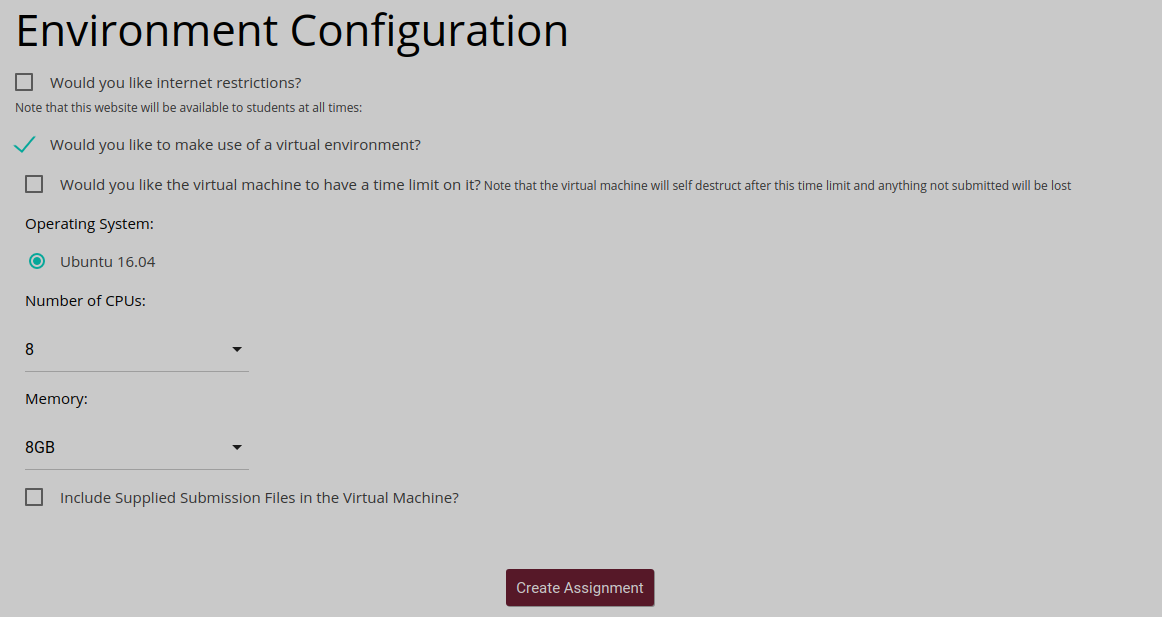 Environment Configuration
Would you like internet restrictions?
Note that this website will be available to students at all times:
Would you like to make use of a virtual environment?
Would you like the virtual machine to have a time limit on it? Note that the virtual machine will self destruct after this time limit and anything not submitted will be lost
Operating System:
Ubuntu 16.04
Number of CPUs:
8
Memory:
8GB
Include Supplied Submission Files in the Virtual Machine?
Create Assignment